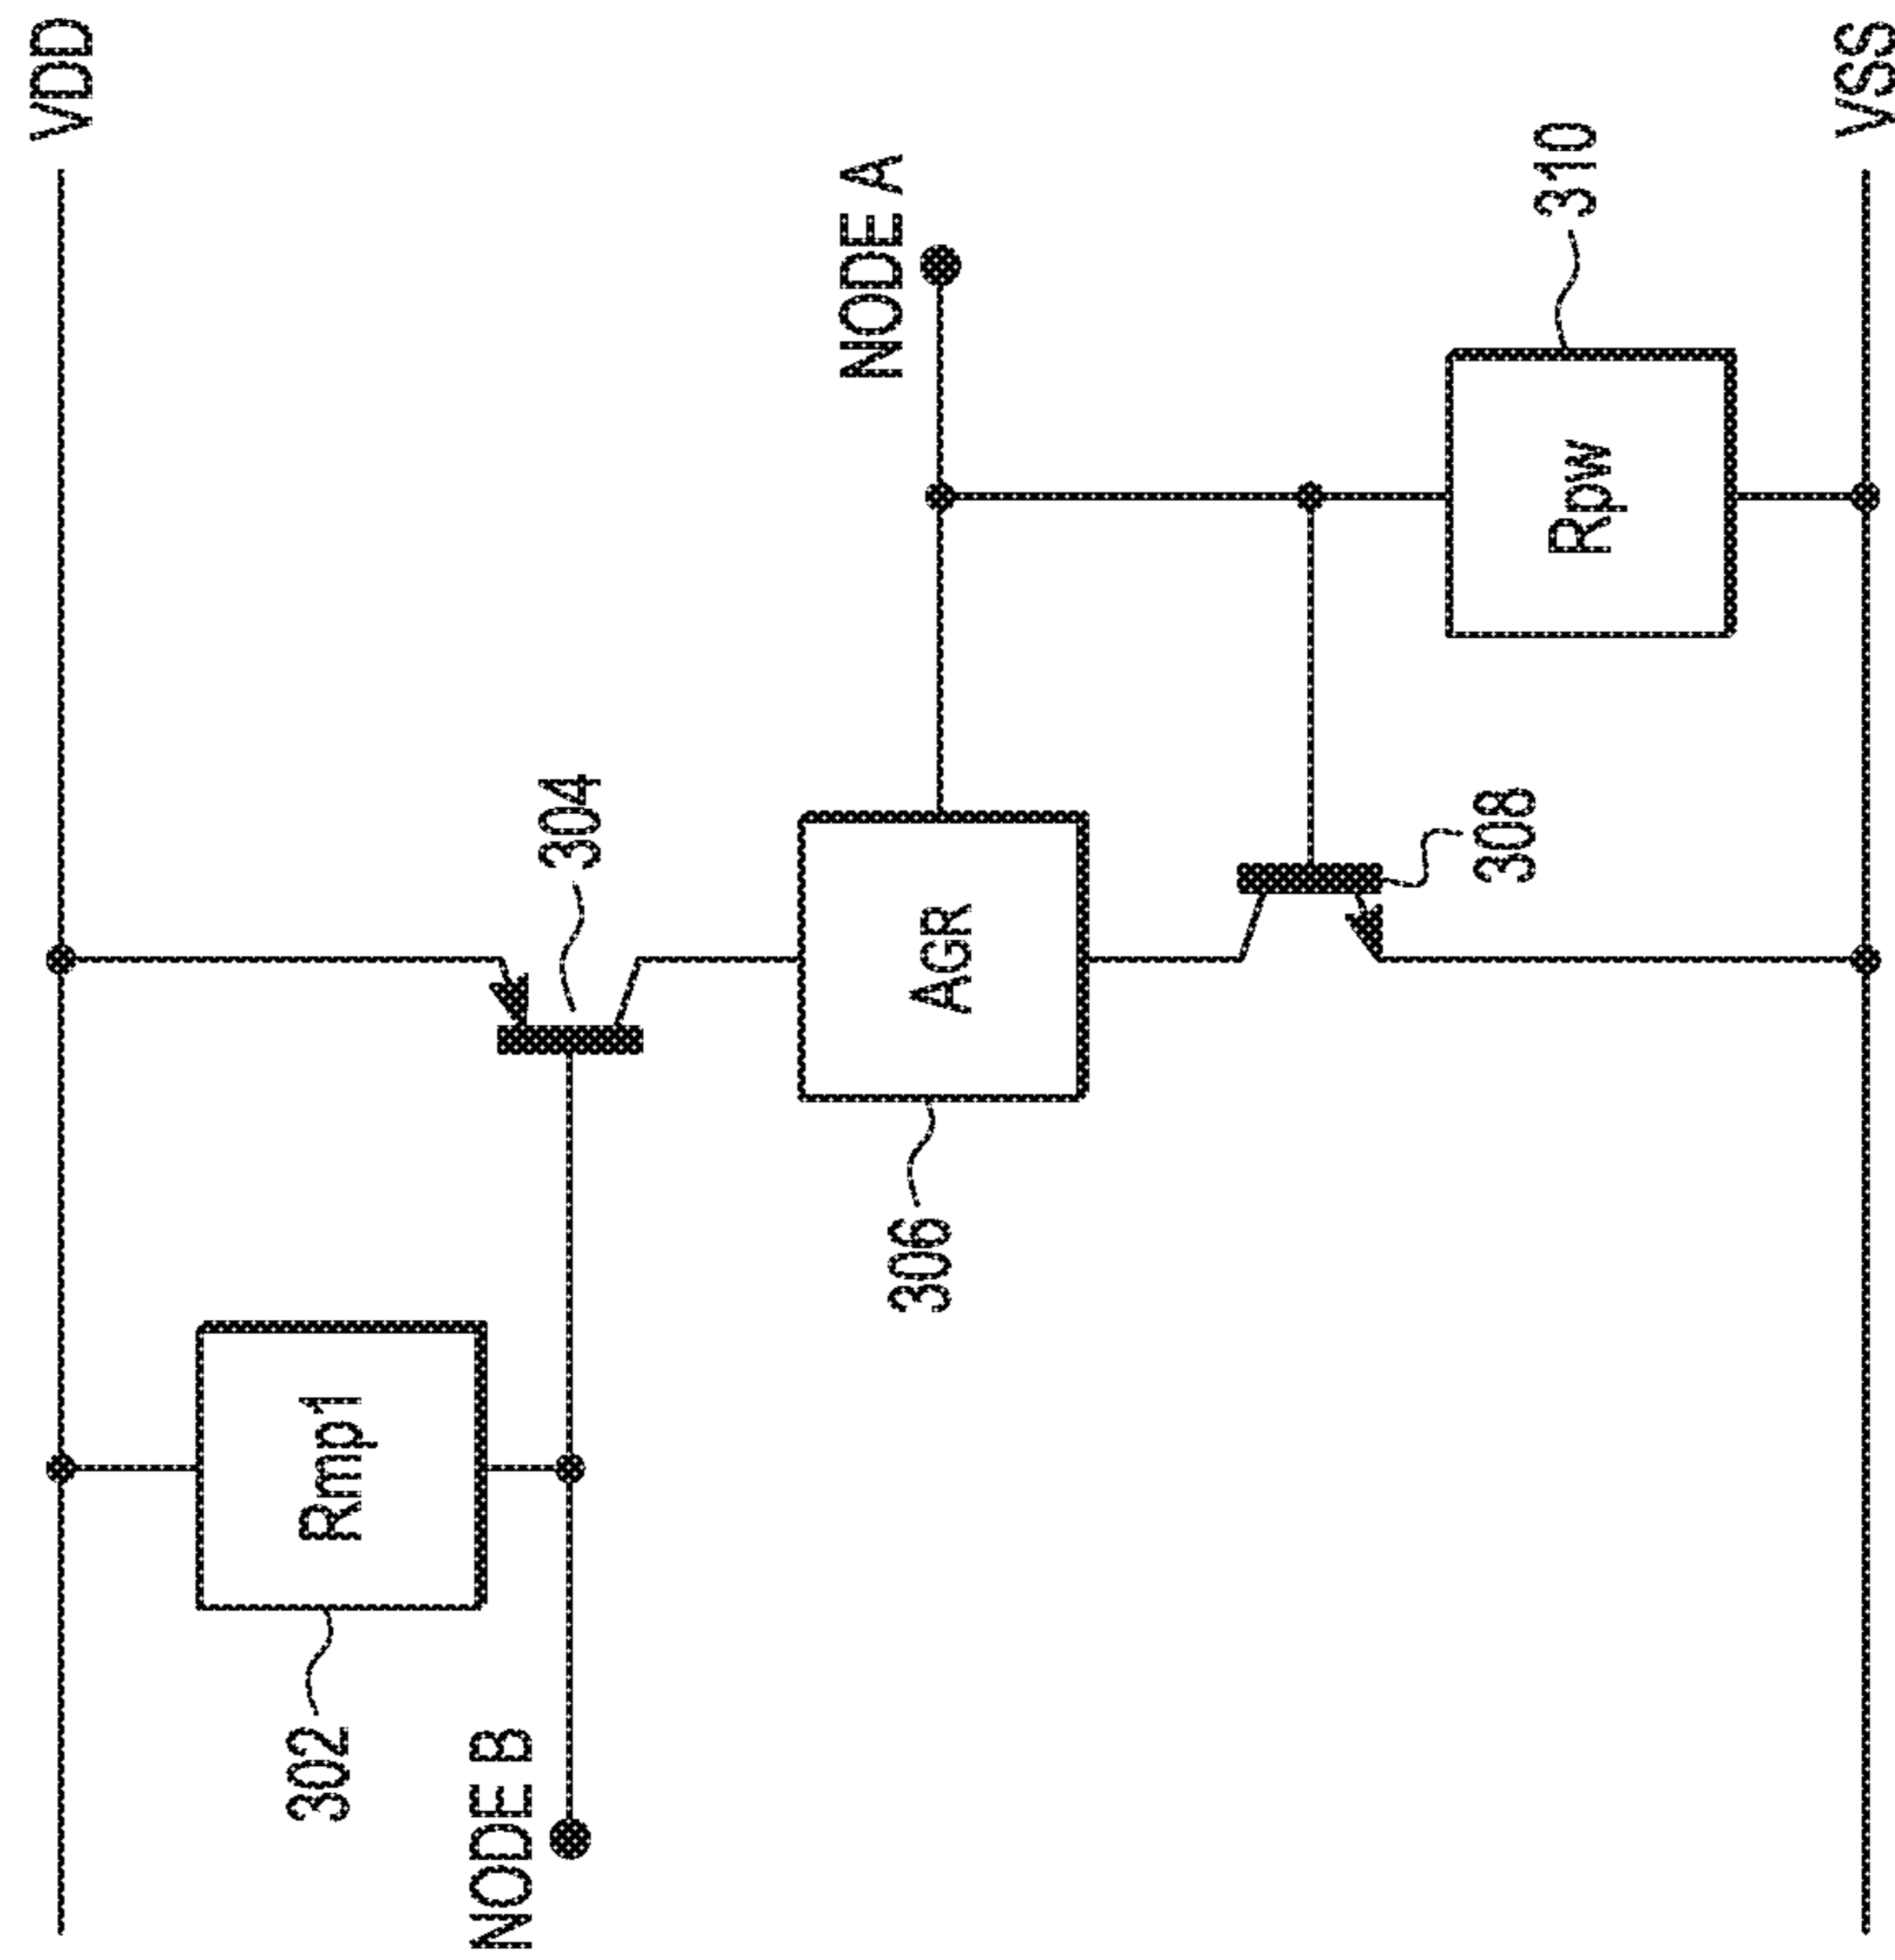 VDD
NODE B
302
Rmp1
304
306
AGR
NODE A
308
310
Rpw
VSS